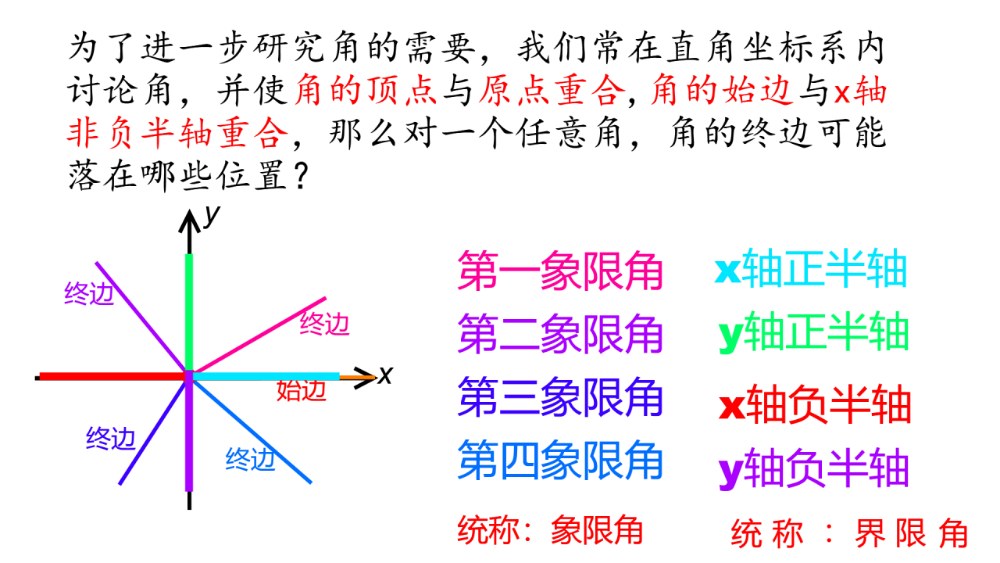 为了进一步研究角的需要，我们常在直角坐标系内
讨论角，并使角的顶点与原点重合，角的始边与x轴
非负半轴重合，那么对一个任意角，角的终边可能
落在哪些位置？
y
终边
终边
x
始边
终边
终边
第一象限角
第二象限角
第三象限角
第四象限角
统称：象限角
x轴正半轴
y轴正半轴
x轴负半轴
y轴负半轴
统称：界限角